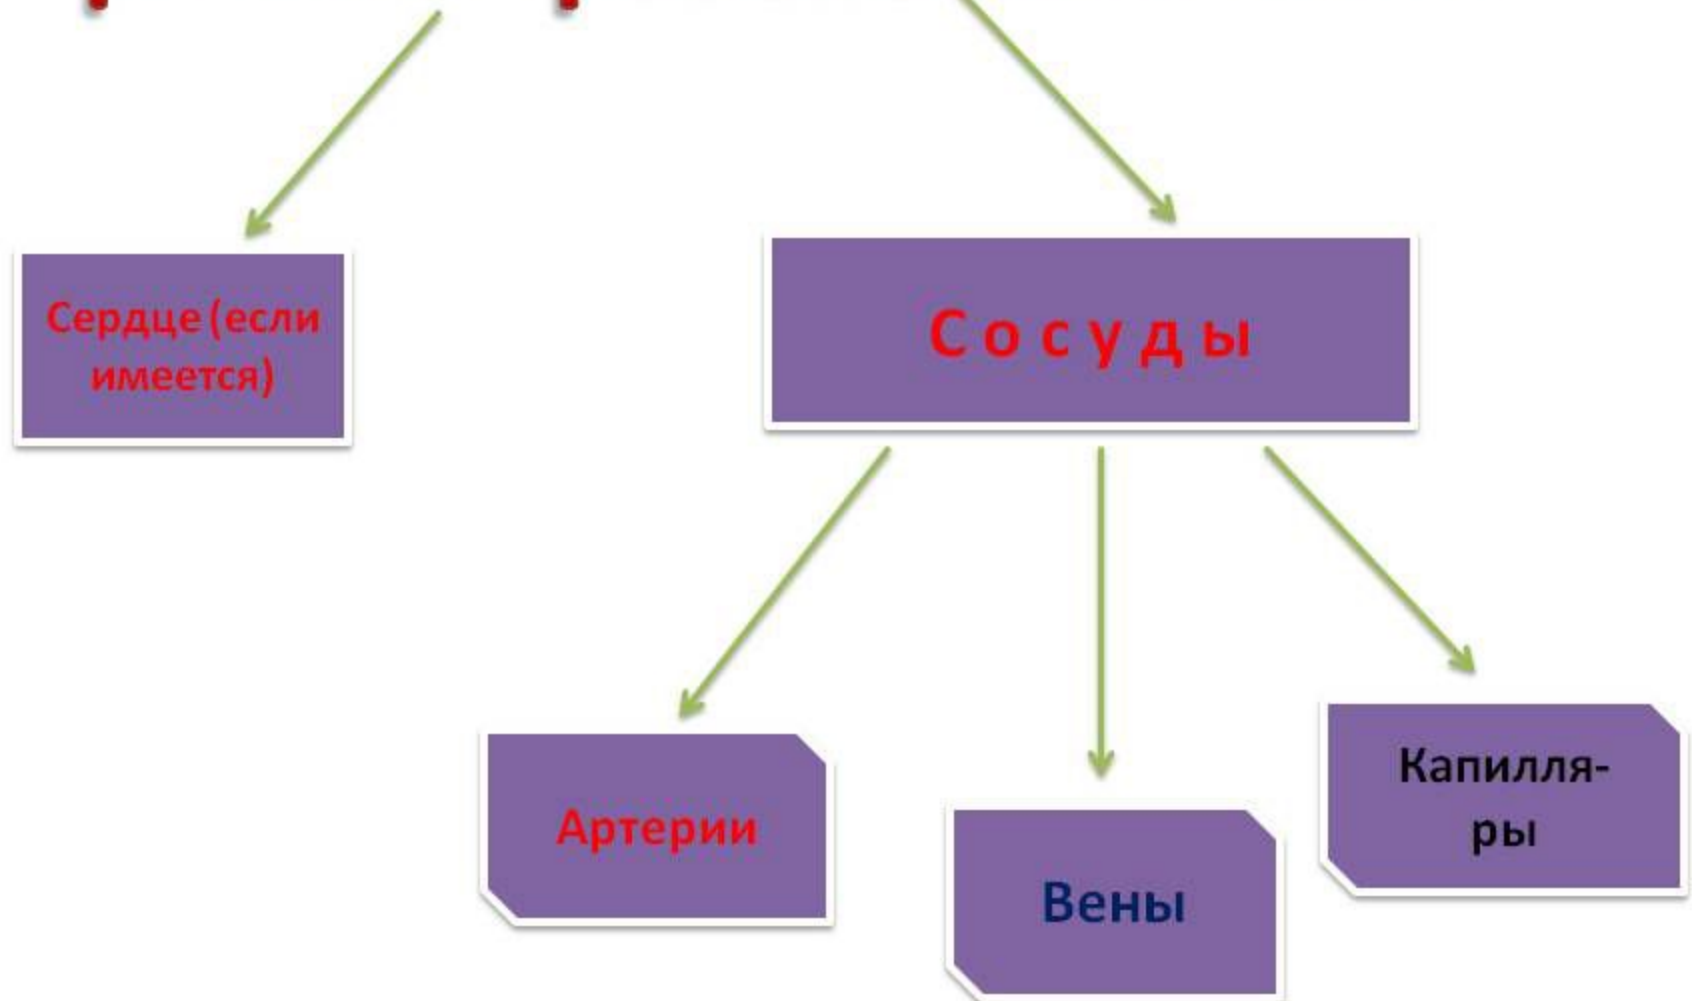 Сердце (если
имеется)
С о с у д ы
Артерии
Вены
Капилля-
ры